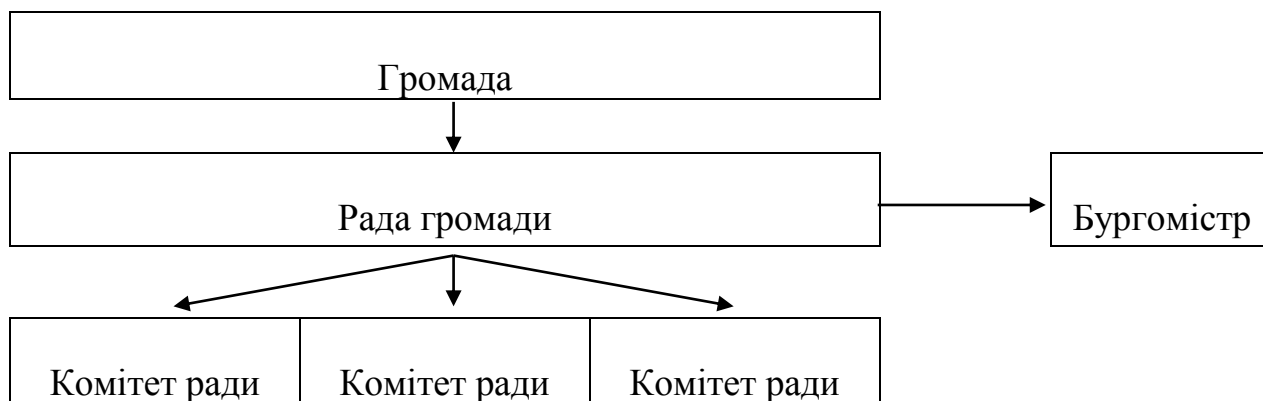 Громада
Рада громади
Бургомістр
Комітет ради
Комітет ради
Комітет ради